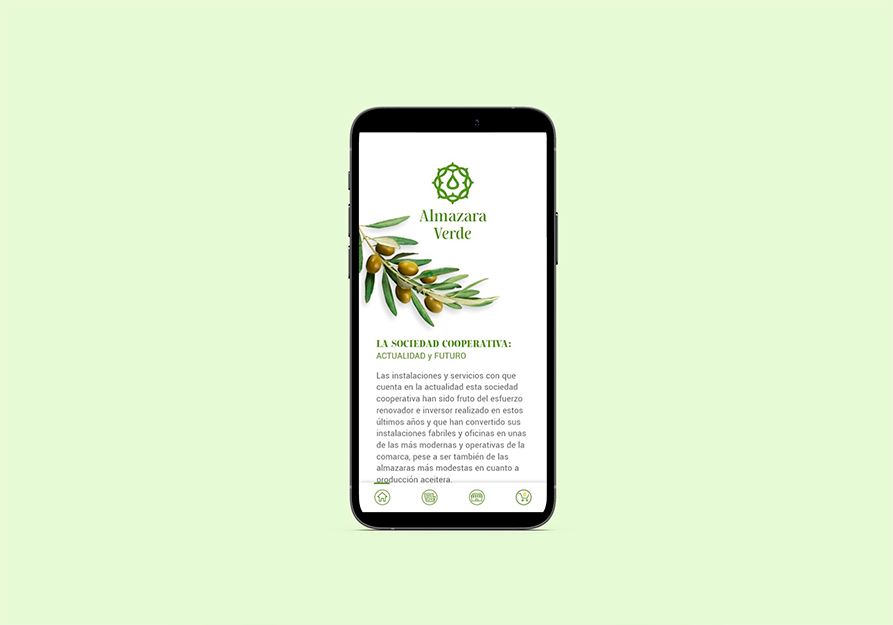 Almazara
Verde
LA SOCIEDAD COOPERATIVA:
ACTUALIDAD y FUTURO
Las instalaciones y servicios con que
cuenta en la actualidad esta sociedad
cooperativa han sido fruto del esfuerzo
renovador e inversor realizado en estos
últimos años y que han convertido sus
instalaciones fabriles y oficinas en unas
de las más modernas y operativas de la
comarca, pese a ser también de las
almazaras más modestas en cuanto a
producción aceitera.